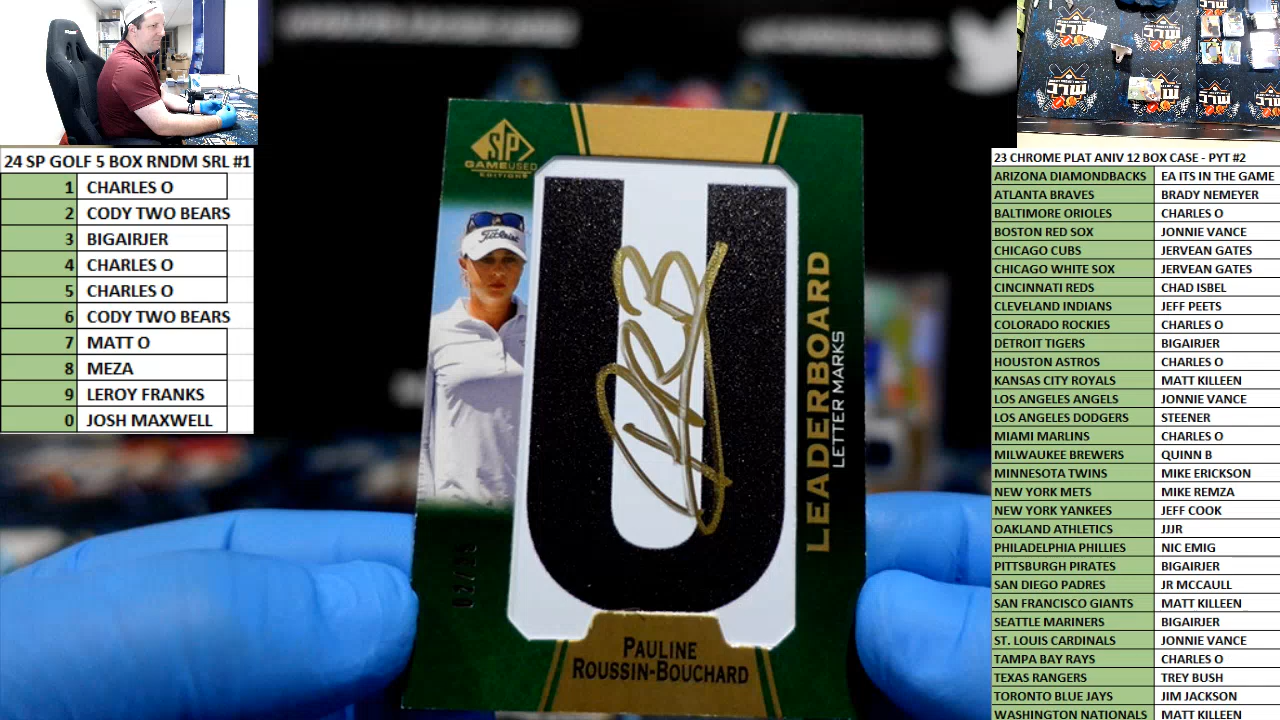 24 SP GOLF 5 BOX RNDM SRL #1
1 CHARLES O
2 CODY TWO BEARS
3 BIGAIRJER
4 CHARLES O
5 CHARLES O
6 CODY TWO BEARS
7 MATT O
8 MEZA
9 LEROY FRANKS
0 JOSH MAXWELL
SP
GAME USED
EDITION
Titleist
U
LEADERBOARD
LETTER MARKS
PAULINE
ROUSSIN-BOUCHARD
23 CHROME PLAT ANIV 12 BOX CASE - PYT #2
ARIZONA DIAMONDBACKS EA ITS IN THE GAME
ATLANTA BRAVES BRADY NEMEYER
BALTIMORE ORIOLES CHARLES O
BOSTON RED SOX JONNIE VANCE
CHICAGO CUBS JERVEAN GATES
CHICAGO WHITE SOX JERVEAN GATES
CINCINNATI REDS CHAD ISBEL
CLEVELAND INDIANS JEFF PEETS
COLORADO ROCKIES CHARLES O
DETROIT TIGERS BIGAIRJER
HOUSTON ASTROS CHARLES O
KANSAS CITY ROYALS MATT KILLEEN
LOS ANGELES ANGELS JONNIE VANCE
LOS ANGELES DODGERS STEENER
MIAMI MARLINS CHARLES O
MILWAUKEE BREWERS QUINN B
MINNESOTA TWINS MIKE ERICKSON
NEW YORK METS MIKE REMZA
NEW YORK YANKEES JEFF COOK
OAKLAND ATHLETICS JJJR
PHILADELPHIA PHILLIES NIC EMIG
PITTSBURGH PIRATES BIGAIRJER
SAN DIEGO PADRES JR MCCAULL
SAN FRANCISCO GIANTS MATT KILLEEN
SEATTLE MARINERS BIGAIRJER
ST. LOUIS CARDINALS JONNIE VANCE
TAMPA BAY RAYS CHARLES O
TEXAS RANGERS TREY BUSH
TORONTO BLUE JAYS JIM JACKSON
WASHINGTON NATIONALS MATT KILLEEN